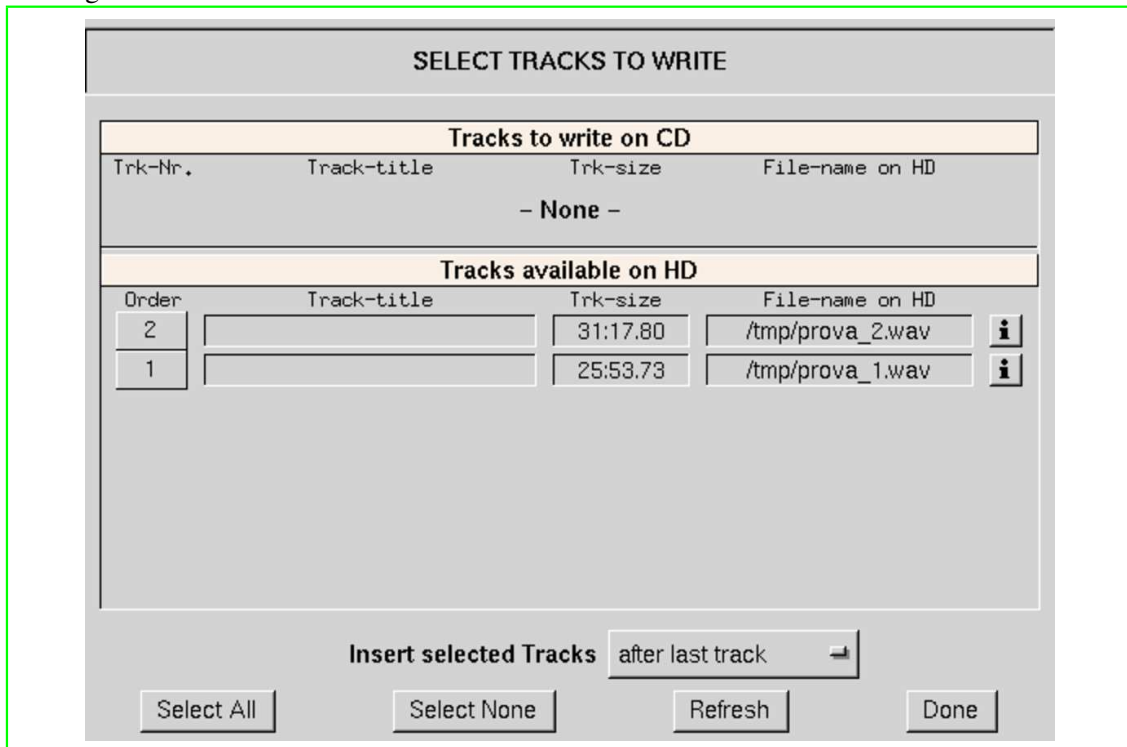 SELECT TRACKS TO WRITE
Tracks to write on CD
Trk-Nr. Track-title Trk-size File-name on HD
– None –
Tracks available on HD
Order Track-title Trk-size File-name on HD
2 31:17.80 /tmp/prova_2.wav i
1 25:53.73 /tmp/prova_1.wav i
Insert selected Tracks after last track
Select All Select None Refresh Done